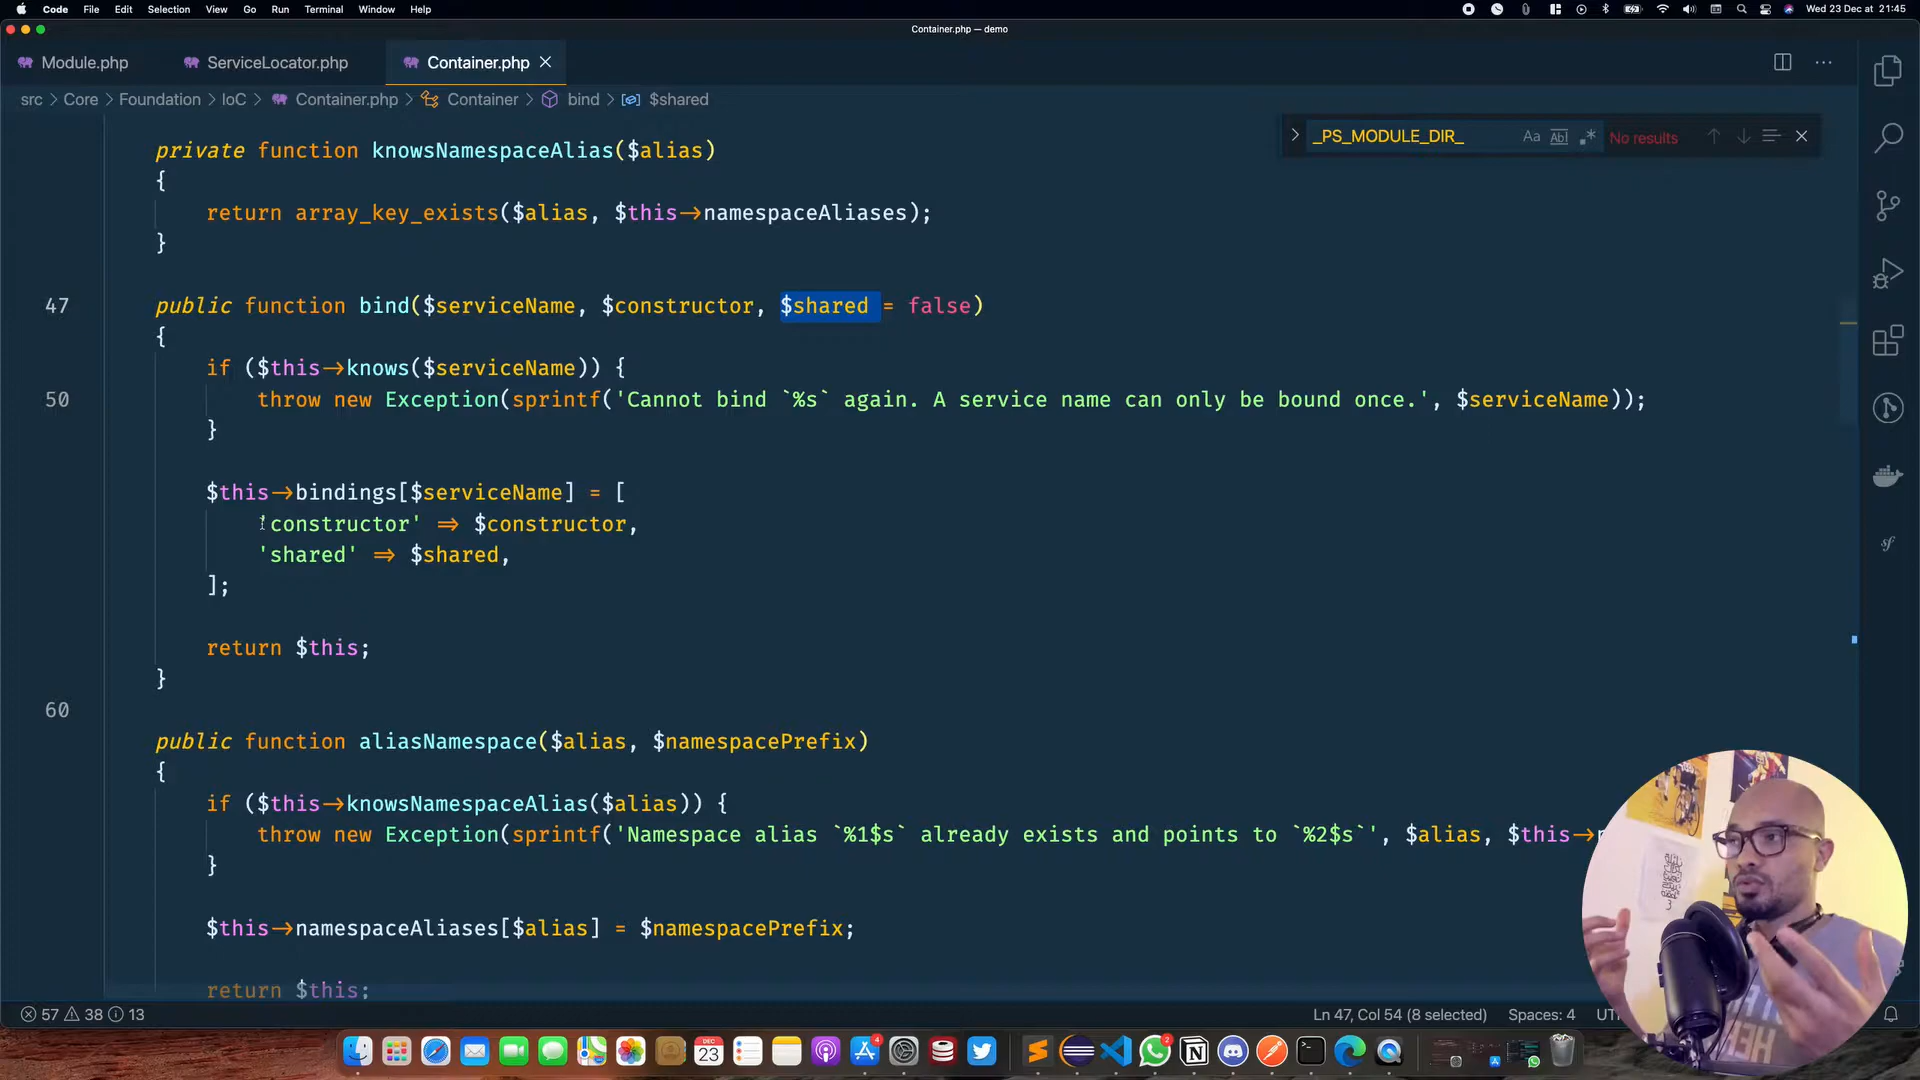 Code File Edit Selection View Go Run Terminal Window Help Wed 23 Dec at 21:45
Container.php — demo
Module.php ServiceLocator.php Container.php
src > Core > Foundation > IoC > Container.php > Container > bind > $shared
_PS_MODULE_DIR_ Aa Abl No results
private function knowsNamespaceAlias($alias)
{
return array_key_exists($alias, $this->namespaceAliases);
}
47 public function bind($serviceName, $constructor, $shared = false)
{
if ($this->knows($serviceName)) {
50 throw new Exception(sprintf('Cannot bind `%s` again. A service name can only be bound once.', $serviceName));
}
$this->bindings[$serviceName] = [
'constructor' => $constructor,
'shared' => $shared,
];
return $this;
}
60
public function aliasNamespace($alias, $namespacePrefix)
{
if ($this->knowsNamespaceAlias($alias)) {
throw new Exception(sprintf('Namespace alias `%1$s` already exists and points to `%2$s`', $alias, $this->
}
$this->namespaceAliases[$alias] = $namespacePrefix;
return $this;
57 38 13 Ln 47, Col 54 (8 selected) Spaces: 4
DEC
23
4
2